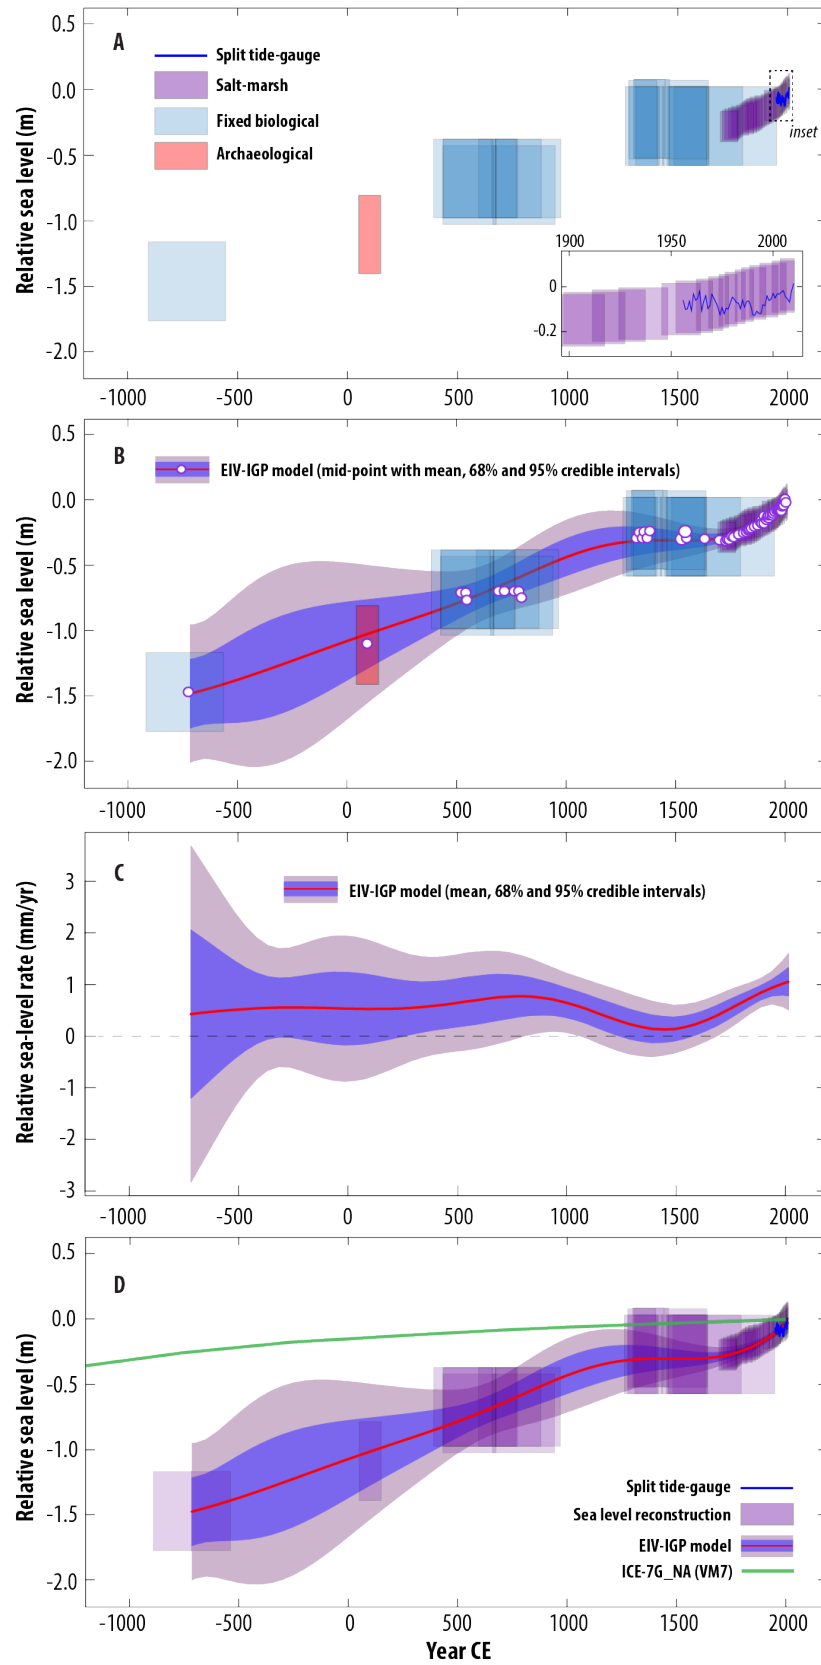 0.5
A
Split tide-gauge
Salt-marsh
Fixed biological
Archaeological
0.0
-0.5
-1.0
-1.5
-2.0
Relative sea level (m)
inset
1900 1950 2000
0
-0.2
-1000 -500 0 500 1000 1500 2000
0.5
B
EIV-IGP model (mid-point with mean, 68% and 95% credible intervals)
0.0
-0.5
-1.0
-1.5
-2.0
Relative sea level (m)
-1000 -500 0 500 1000 1500 2000
C
EIV-IGP model (mean, 68% and 95% credible intervals)
3
2
1
0
-1
-2
-3
Relative sea-level rate (mm/yr)
-1000 -500 0 500 1000 1500 2000
0.5
D
0.0
-0.5
-1.0
-1.5
-2.0
Relative sea level (m)
Split tide-gauge
Sea level reconstruction
EIV-IGP model
ICE-7G_NA (VM7)
-1000 -500 0 500 1000 1500 2000
Year CE